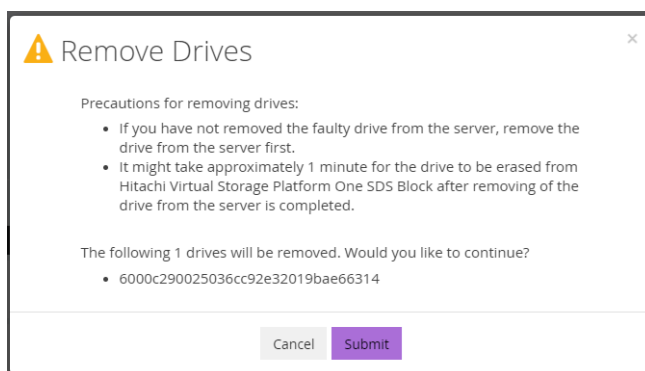 Remove Drives
×
Precautions for removing drives:
• If you have not removed the faulty drive from the server, remove the
drive from the server first.
• It might take approximately 1 minute for the drive to be erased from
Hitachi Virtual Storage Platform One SDS Block after removing of the
drive from the server is completed.
The following 1 drives will be removed. Would you like to continue?
• 6000c290025036cc92e32019bae66314
Cancel Submit